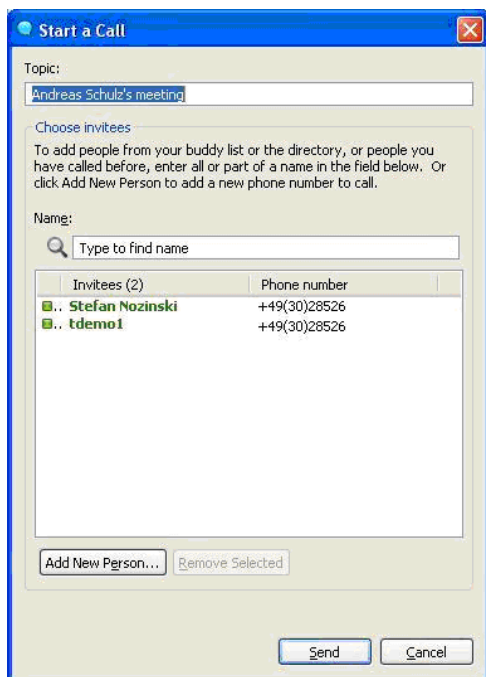 Start a Call
Topic:
Andreas Schulz's meeting
Choose invitees
To add people from your buddy list or the directory, or people you
have called before, enter all or part of a name in the field below. Or
click Add New Person to add a new phone number to call.
Name:
Type to find name
Invitees (2) Phone number
Stefan Nozinski +49(30)28526
tdemo1 +49(30)28526
Add New Person... Remove Selected
Send Cancel